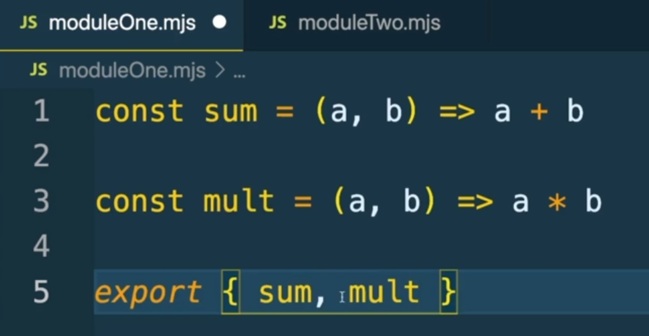 JS moduleOne.mjs ● JS moduleTwo.mjs
JS moduleOne.mjs > ...
1 const sum = (a, b) => a + b
2
3 const mult = (a, b) => a * b
4
5 export { sum, mult }